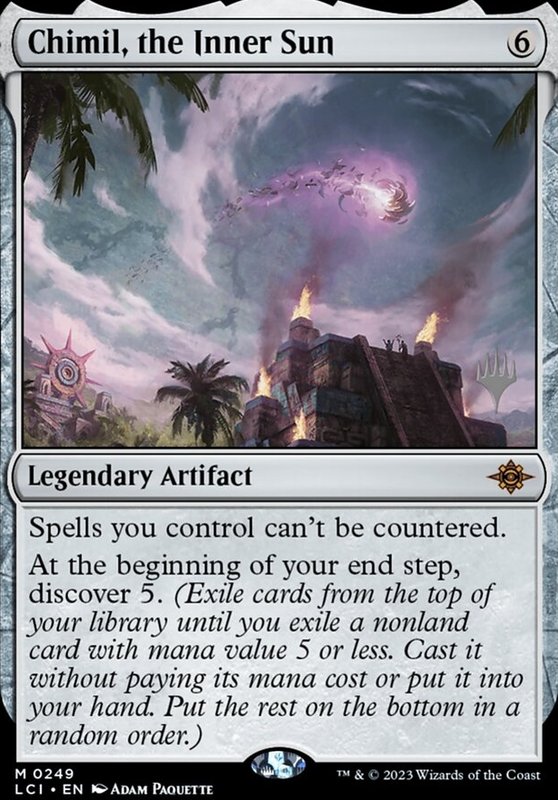 Chimil, the Inner Sun 6
Legendary Artifact
Spells you control can't be countered.
At the beginning of your end step,
discover 5. (Exile cards from the top of
your library until you exile a nonland
card with mana value 5 or less. Cast it
without paying its mana cost or put it into
your hand. Put the rest on the bottom in a
random order.)
M 0249
LCI • EN Adam Paquette
™ & © 2023 Wizards of the Coast